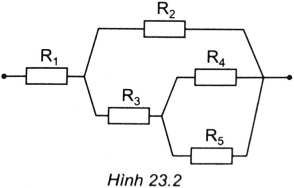 R₂
R₁
R₄
R₃
R₅
Hình 23.2